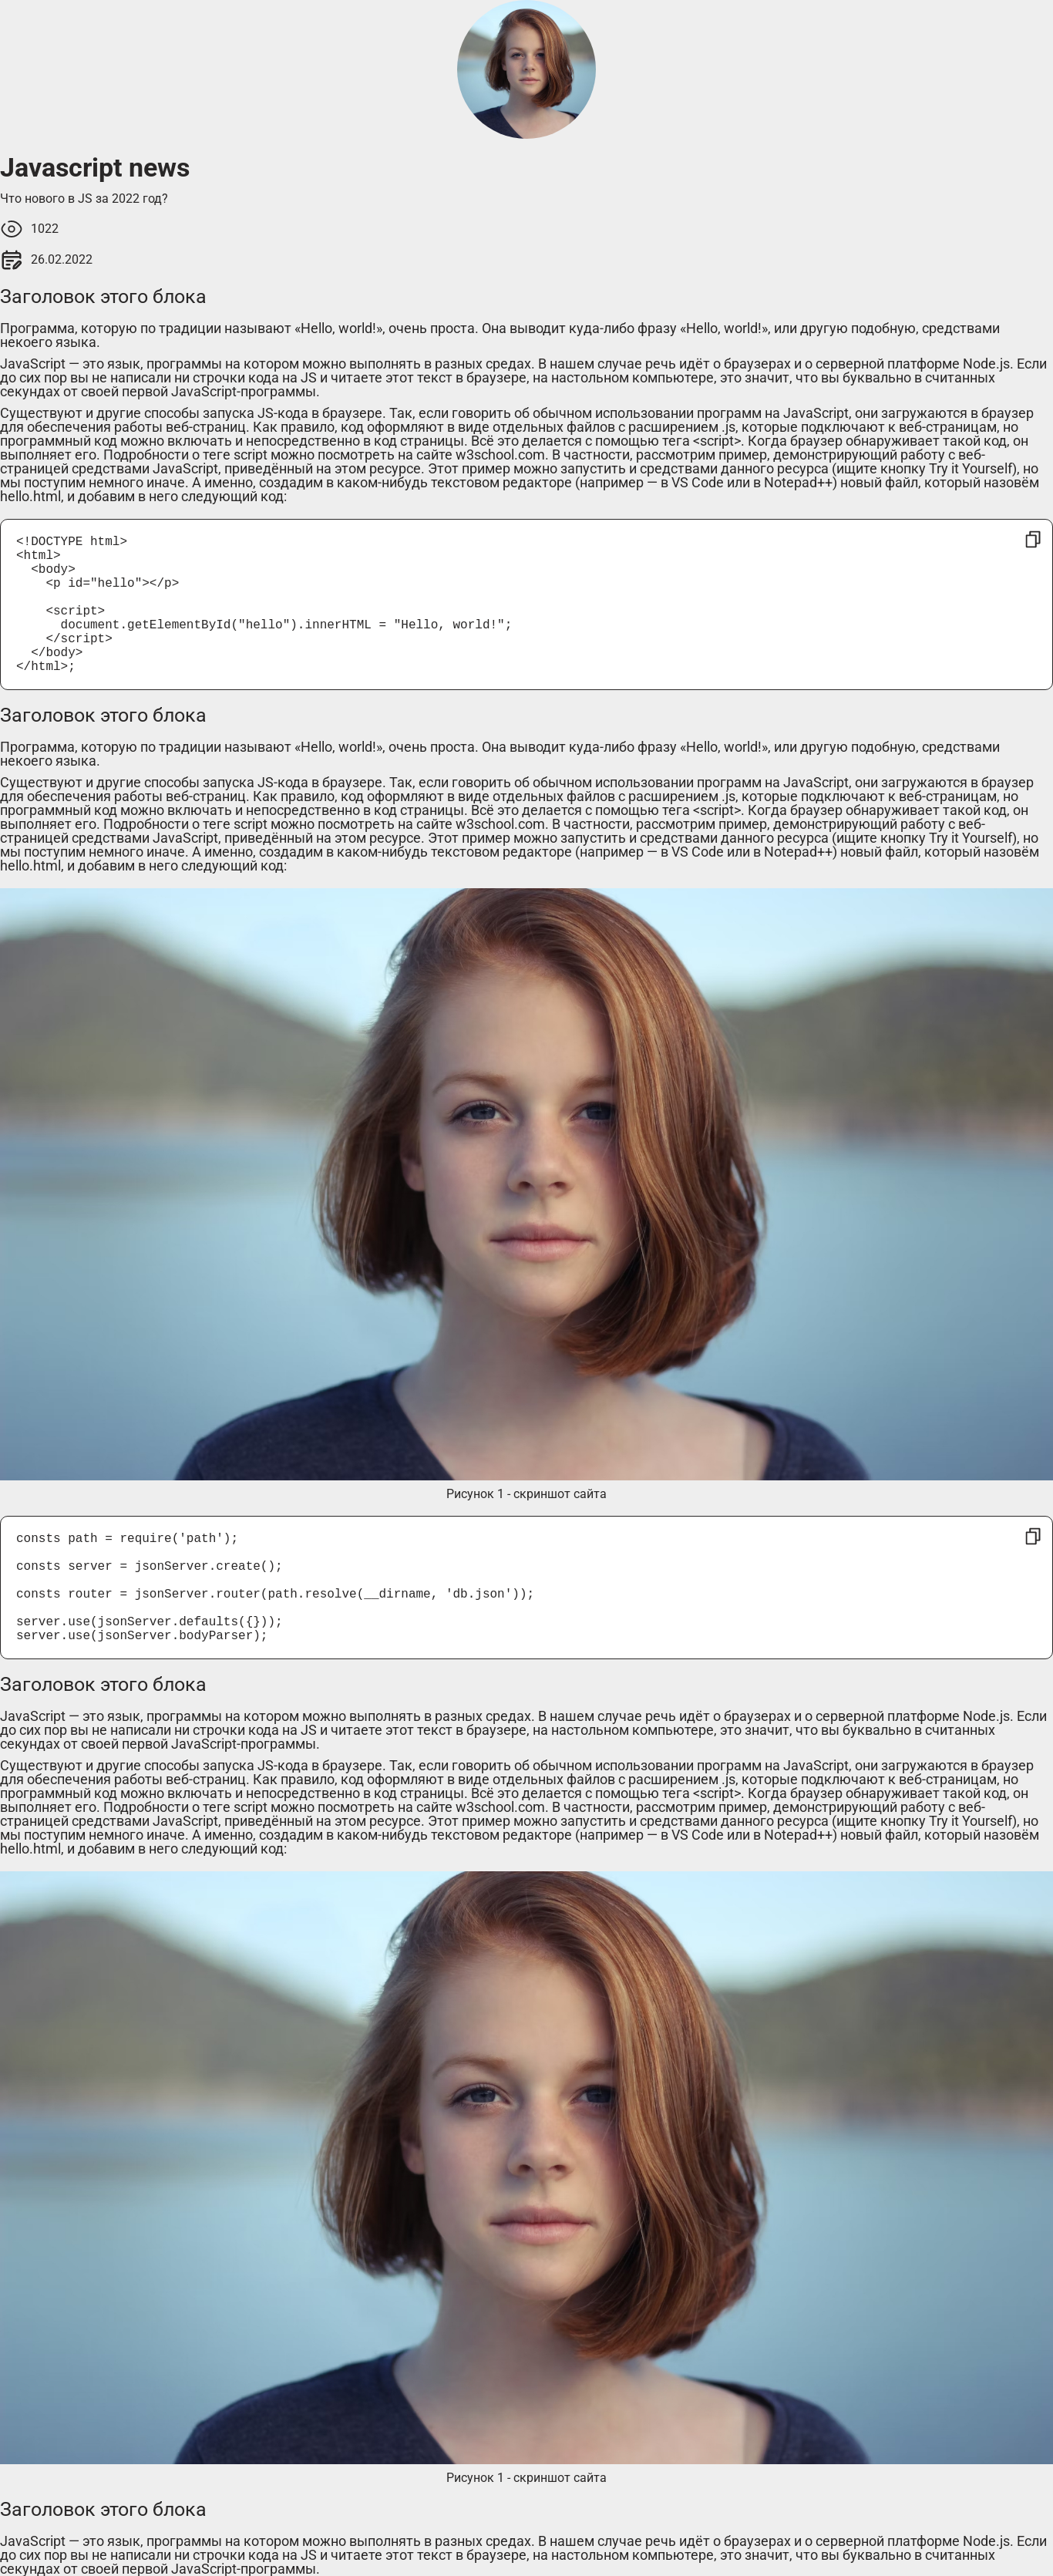 Javascript news
Что нового в JS за 2022 год?
1022
26.02.2022
Заголовок этого блока
Программа, которую по традиции называют «Hello, world!», очень проста. Она выводит куда-либо фразу «Hello, world!», или другую подобную, средствами
некоего языка.
JavaScript — это язык, программы на котором можно выполнять в разных средах. В нашем случае речь идёт о браузерах и о серверной платформе Node.js. Если
до сих пор вы не написали ни строчки кода на JS и читаете этот текст в браузере, на настольном компьютере, это значит, что вы буквально в считанных
секундах от своей первой JavaScript-программы.
Существуют и другие способы запуска JS-кода в браузере. Так, если говорить об обычном использовании программ на JavaScript, они загружаются в браузер
для обеспечения работы веб-страниц. Как правило, код оформляют в виде отдельных файлов с расширением .js, которые подключают к веб-страницам, но
программный код можно включать и непосредственно в код страницы. Всё это делается с помощью тега <script>. Когда браузер обнаруживает такой код, он
выполняет его. Подробности о теге script можно посмотреть на сайте w3school.com. В частности, рассмотрим пример, демонстрирующий работу с веб-
страницей средствами JavaScript, приведённый на этом ресурсе. Этот пример можно запустить и средствами данного ресурса (ищите кнопку Try it Yourself), но
мы поступим немного иначе. А именно, создадим в каком-нибудь текстовом редакторе (например — в VS Code или в Notepad++) новый файл, который назовём
hello.html, и добавим в него следующий код:
<!DOCTYPE html>
<html>
  <body>
    <p id="hello"></p>
    <script>
      document.getElementById("hello").innerHTML = "Hello, world!";
    </script>
  </body>
</html>;
Заголовок этого блока
Программа, которую по традиции называют «Hello, world!», очень проста. Она выводит куда-либо фразу «Hello, world!», или другую подобную, средствами
некоего языка.
Существуют и другие способы запуска JS-кода в браузере. Так, если говорить об обычном использовании программ на JavaScript, они загружаются в браузер
для обеспечения работы веб-страниц. Как правило, код оформляют в виде отдельных файлов с расширением .js, которые подключают к веб-страницам, но
программный код можно включать и непосредственно в код страницы. Всё это делается с помощью тега <script>. Когда браузер обнаруживает такой код, он
выполняет его. Подробности о теге script можно посмотреть на сайте w3school.com. В частности, рассмотрим пример, демонстрирующий работу с веб-
страницей средствами JavaScript, приведённый на этом ресурсе. Этот пример можно запустить и средствами данного ресурса (ищите кнопку Try it Yourself), но
мы поступим немного иначе. А именно, создадим в каком-нибудь текстовом редакторе (например — в VS Code или в Notepad++) новый файл, который назовём
hello.html, и добавим в него следующий код:
Рисунок 1 - скриншот сайта
consts path = require('path');
consts server = jsonServer.create();
consts router = jsonServer.router(path.resolve(__dirname, 'db.json'));
server.use(jsonServer.defaults({}));
server.use(jsonServer.bodyParser);
Заголовок этого блока
JavaScript — это язык, программы на котором можно выполнять в разных средах. В нашем случае речь идёт о браузерах и о серверной платформе Node.js. Если
до сих пор вы не написали ни строчки кода на JS и читаете этот текст в браузере, на настольном компьютере, это значит, что вы буквально в считанных
секундах от своей первой JavaScript-программы.
Существуют и другие способы запуска JS-кода в браузере. Так, если говорить об обычном использовании программ на JavaScript, они загружаются в браузер
для обеспечения работы веб-страниц. Как правило, код оформляют в виде отдельных файлов с расширением .js, которые подключают к веб-страницам, но
программный код можно включать и непосредственно в код страницы. Всё это делается с помощью тега <script>. Когда браузер обнаруживает такой код, он
выполняет его. Подробности о теге script можно посмотреть на сайте w3school.com. В частности, рассмотрим пример, демонстрирующий работу с веб-
страницей средствами JavaScript, приведённый на этом ресурсе. Этот пример можно запустить и средствами данного ресурса (ищите кнопку Try it Yourself), но
мы поступим немного иначе. А именно, создадим в каком-нибудь текстовом редакторе (например — в VS Code или в Notepad++) новый файл, который назовём
hello.html, и добавим в него следующий код:
Рисунок 1 - скриншот сайта
Заголовок этого блока
JavaScript — это язык, программы на котором можно выполнять в разных средах. В нашем случае речь идёт о браузерах и о серверной платформе Node.js. Если
до сих пор вы не написали ни строчки кода на JS и читаете этот текст в браузере, на настольном компьютере, это значит, что вы буквально в считанных
секундах от своей первой JavaScript-программы.